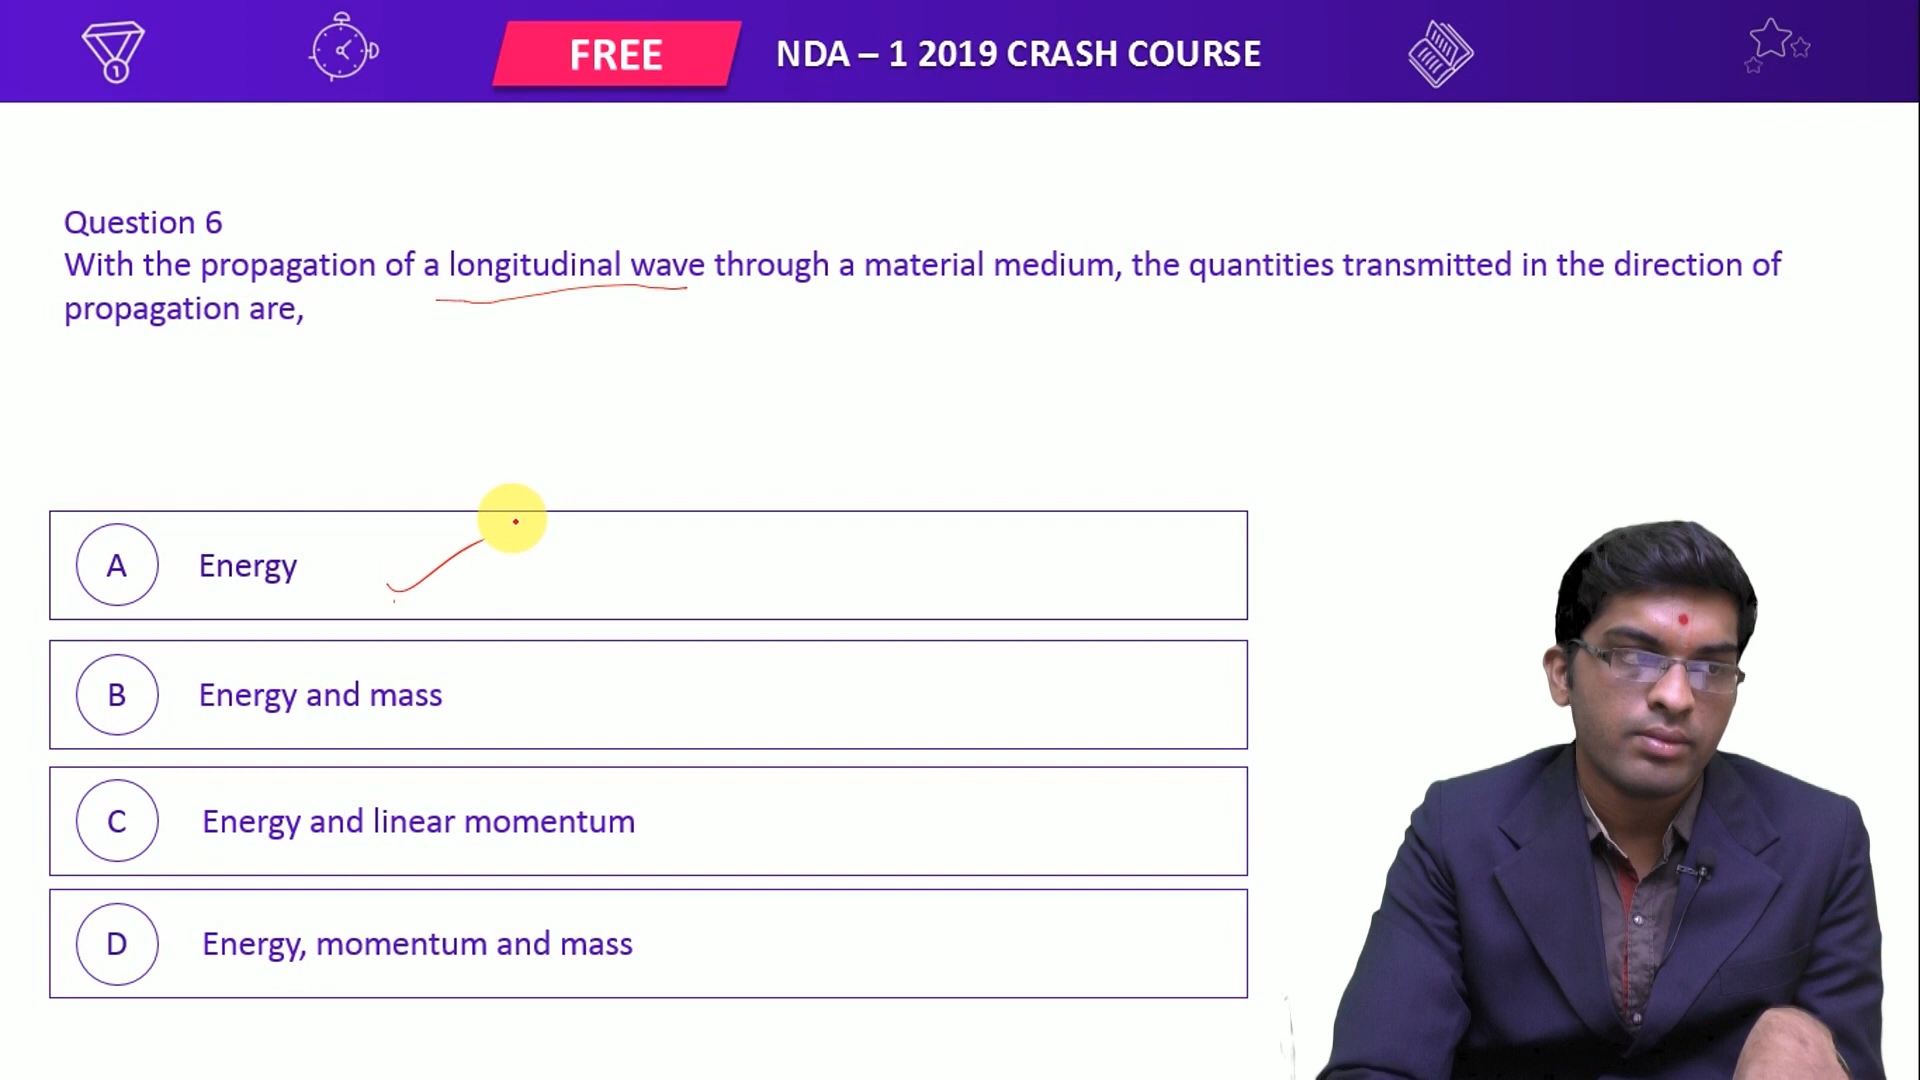 FREE
NDA – 1 2019 CRASH COURSE
1
Question 6
With the propagation of a longitudinal wave through a material medium, the quantities transmitted in the direction of
propagation are,
A Energy
B Energy and mass
C Energy and linear momentum
D Energy, momentum and mass